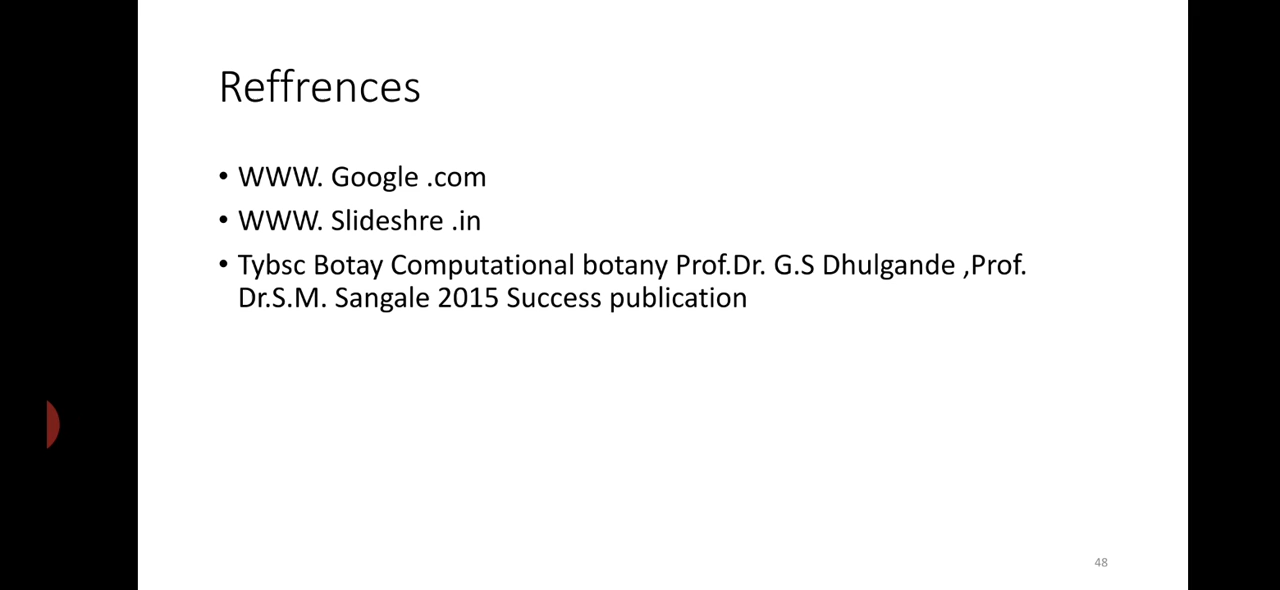 Reffrences
• WWW. Google .com
• WWW. Slideshre .in
• Tybsc Botay Computational botany Prof.Dr. G.S Dhulgande ,Prof.
Dr.S.M. Sangale 2015 Success publication
48